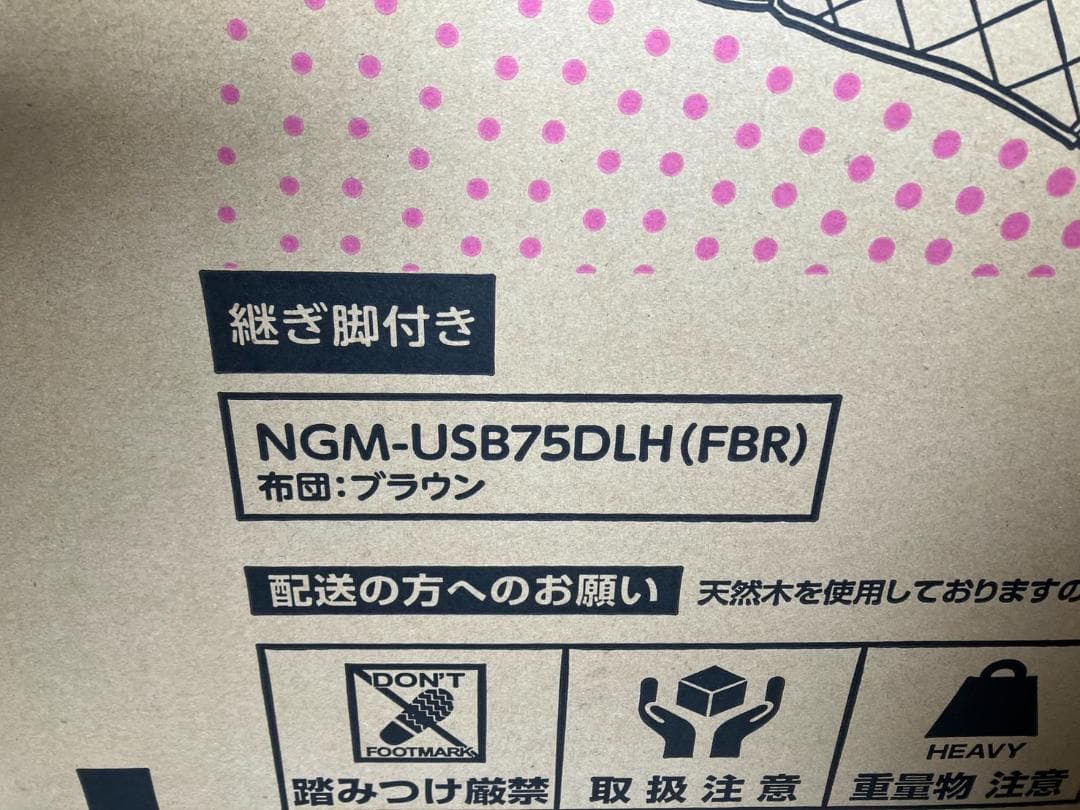 継ぎ脚付き
NGM-USB75DLH(FBR)
布団:ブラウン
配送の方へのお願い
天然木を使用しておりますの
DON'T
FOOTMARK
踏みつけ厳禁
取扱注意
HEAVY
重量物 注意